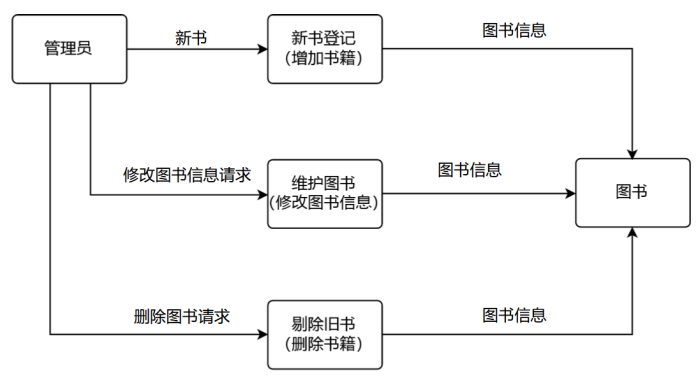 管理员
新书
新书登记
(增加书籍)
图书信息
修改图书信息请求
维护图书
(修改图书信息)
图书信息
图书
删除图书请求
剔除旧书
(删除书籍)
图书信息